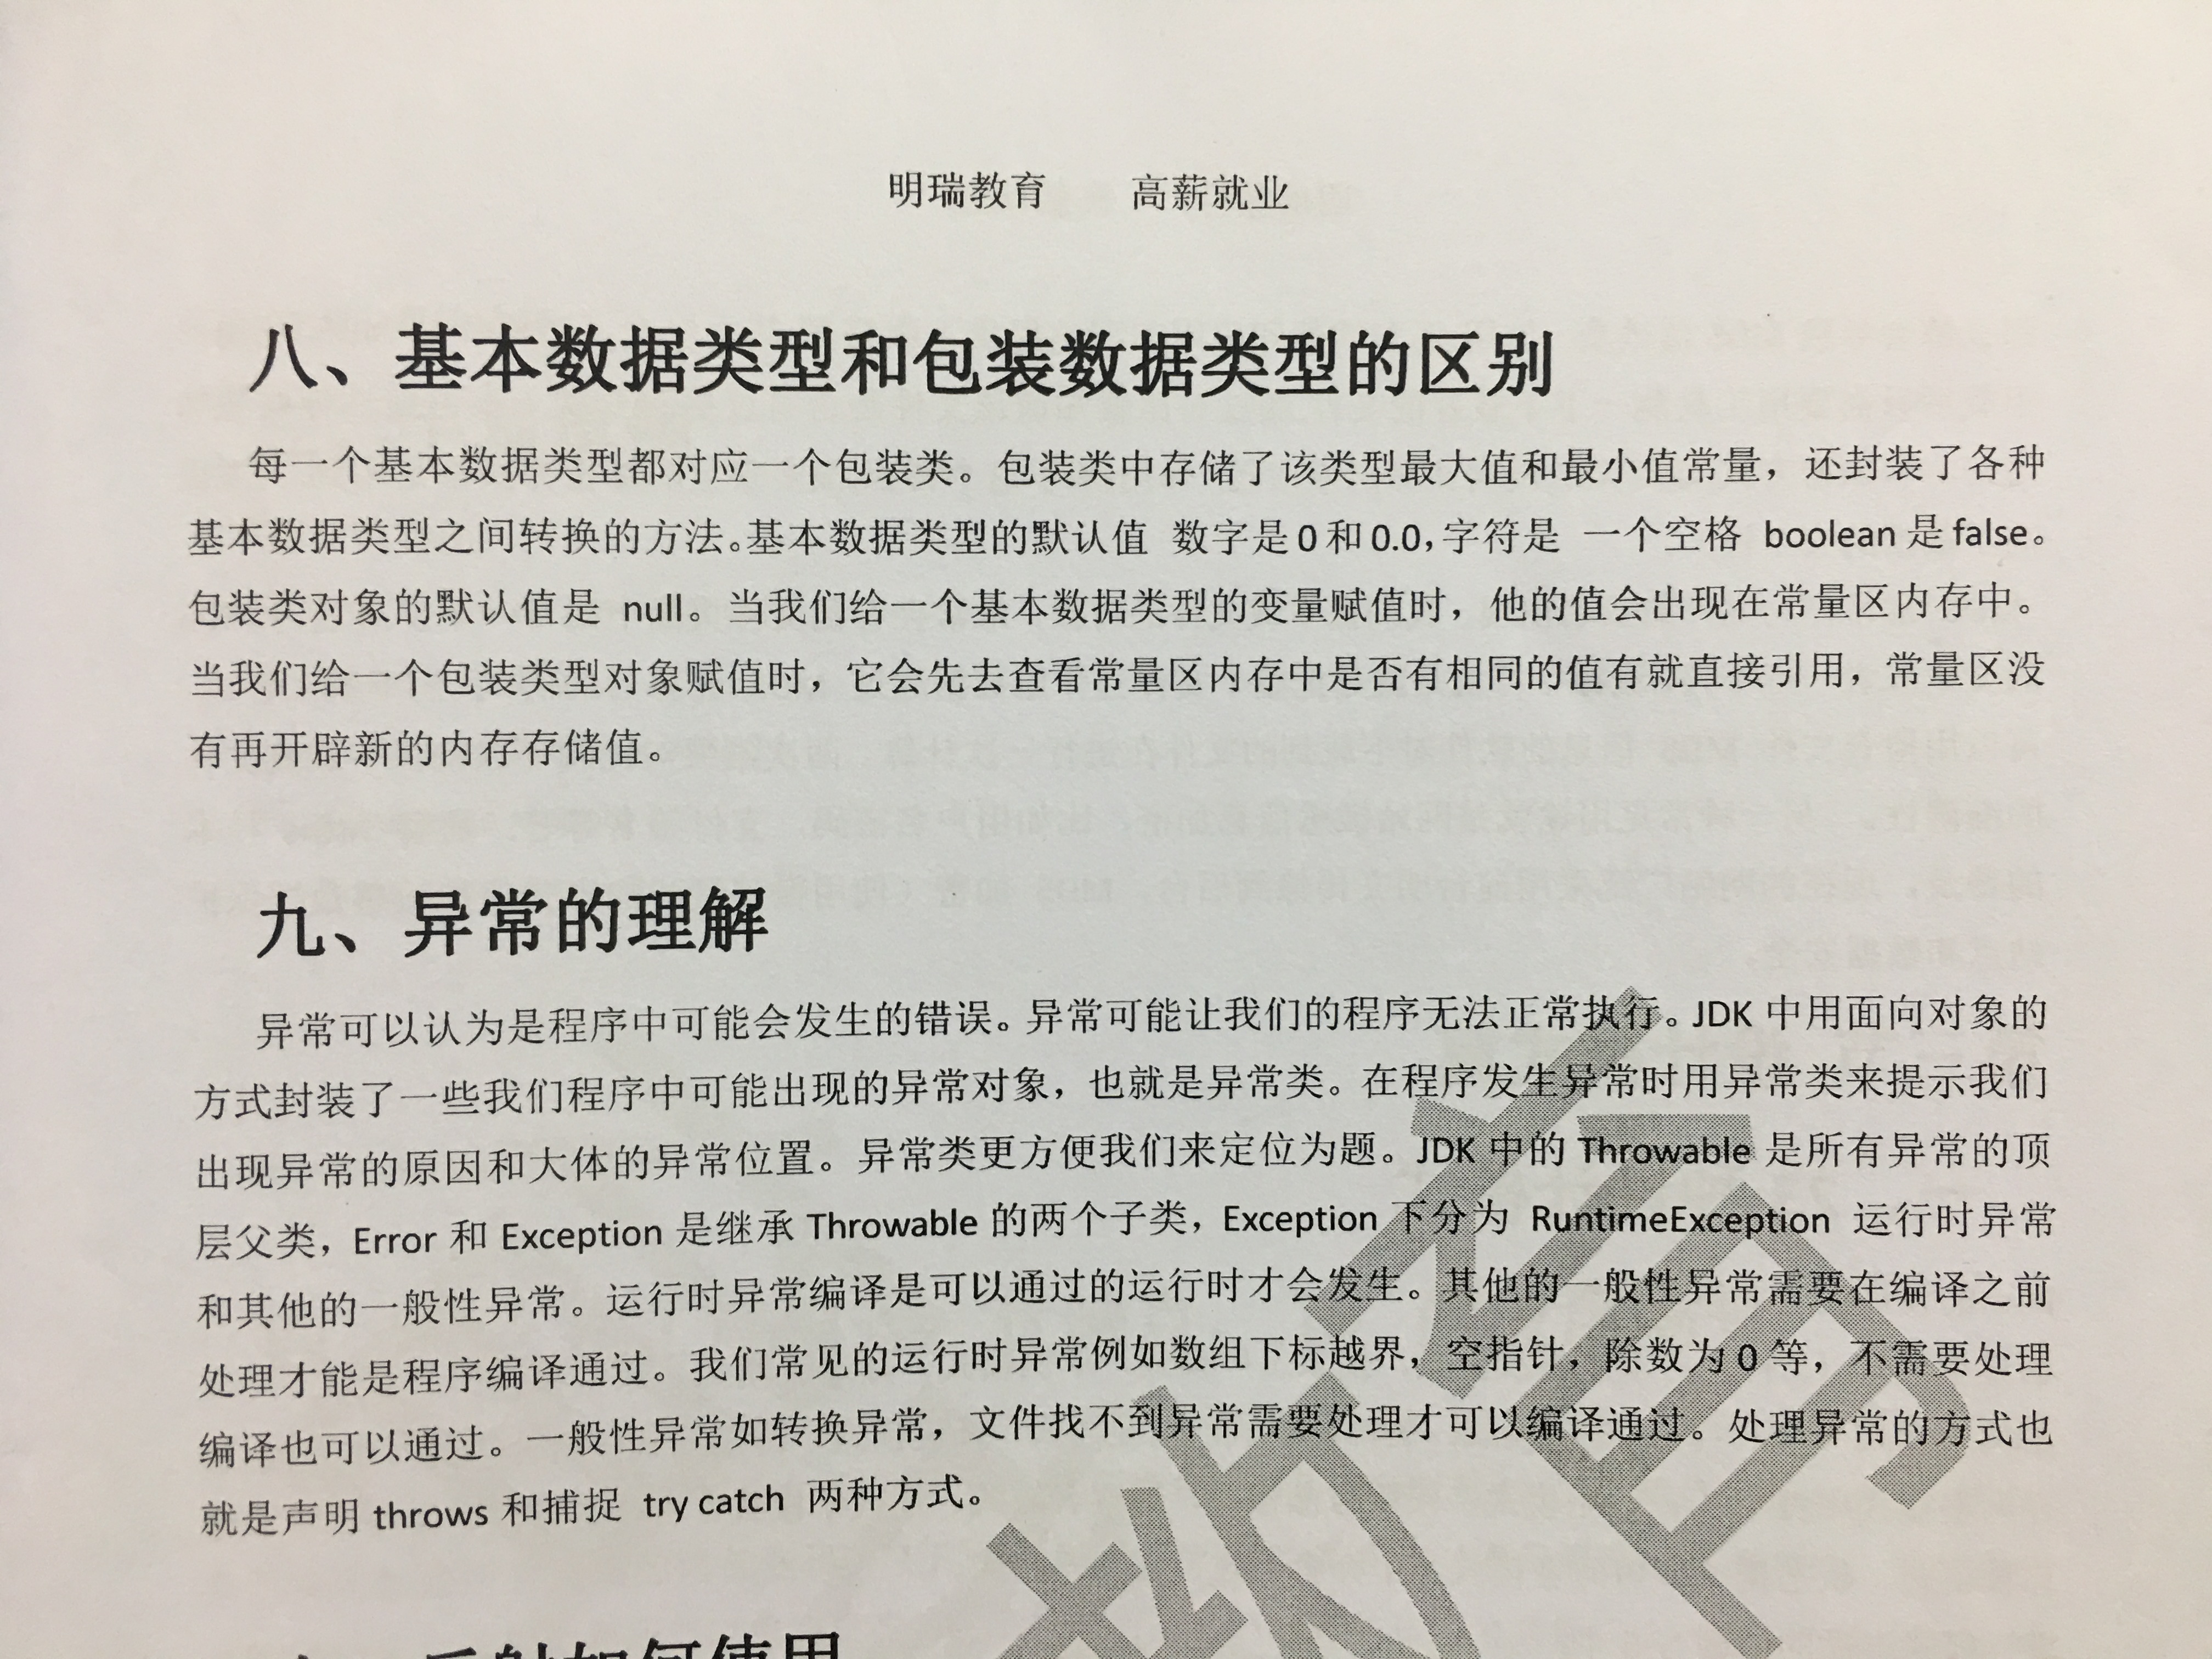 明瑞教育 高薪就业
八、基本数据类型和包装数据类型的区别
每一个基本数据类型都对应一个包装类。包装类中存储了该类型最大值和最小值常量，还封装了各种
基本数据类型之间转换的方法。基本数据类型的默认值 数字是0和0.0，字符是 一个空格 boolean是false。
包装类对象的默认值是 null。当我们给一个基本数据类型的变量赋值时，他的值会出现在常量区内存中。
当我们给一个包装类型对象赋值时，它会先去查看常量区内存中是否有相同的值有就直接引用，常量区没
有再开辟新的内存存储值。
九、异常的理解
异常可以认为是程序中可能会发生的错误。异常可能让我们的程序无法正常执行。JDK 中用面向对象的
方式封装了一些我们程序中可能出现的异常对象，也就是异常类。在程序发生异常时用异常类来提示我们
出现异常的原因和大体的异常位置。异常类更方便我们来定位为题。JDK 中的 Throwable 是所有异常的顶
层父类，Error 和 Exception 是继承 Throwable 的两个子类，Exception 下分为 RuntimeException 运行时异常
和其他的一般性异常。运行时异常编译是可以通过的运行时才会发生。其他的一般性异常需要在编译之前
处理才能是程序编译通过。我们常见的运行时异常例如数组下标越界，空指针，除数为 0 等，不需要处理
编译也可以通过。一般性异常如转换异常，文件找不到异常需要处理才可以编译通过。处理异常的方式也
就是声明 throws 和捕捉 try catch 两种方式。
反射如何使用
教育